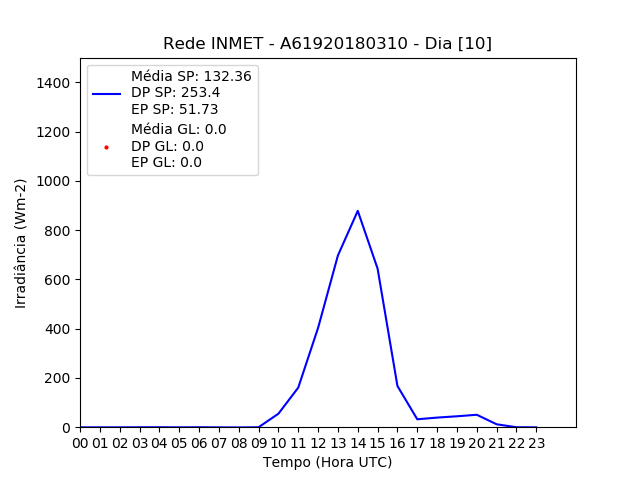 Rede INMET - A61920180310 - Dia [10]
Média SP: 132.36
DP SP: 253.4
EP SP: 51.73
Média GL: 0.0
DP GL: 0.0
EP GL: 0.0
1400
1200
1000
800
600
400
200
0
Irradiância (Wm-2)
00 01 02 03 04 05 06 07 08 09 10 11 12 13 14 15 16 17 18 19 20 21 22 23
Tempo (Hora UTC)